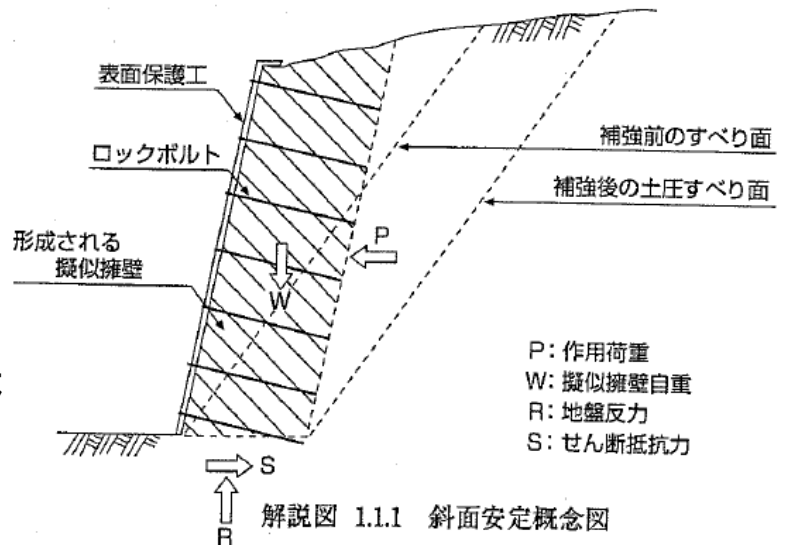 表面保護工
ロックボルト
形成される
擬似擁壁
補強前のすべり面
補強後の土圧すべり面
P
W
P：作用荷重
W：擬似擁壁自重
R：地盤反力
S：せん断抵抗力
S
R
解説図 1.1.1 斜面安定概念図